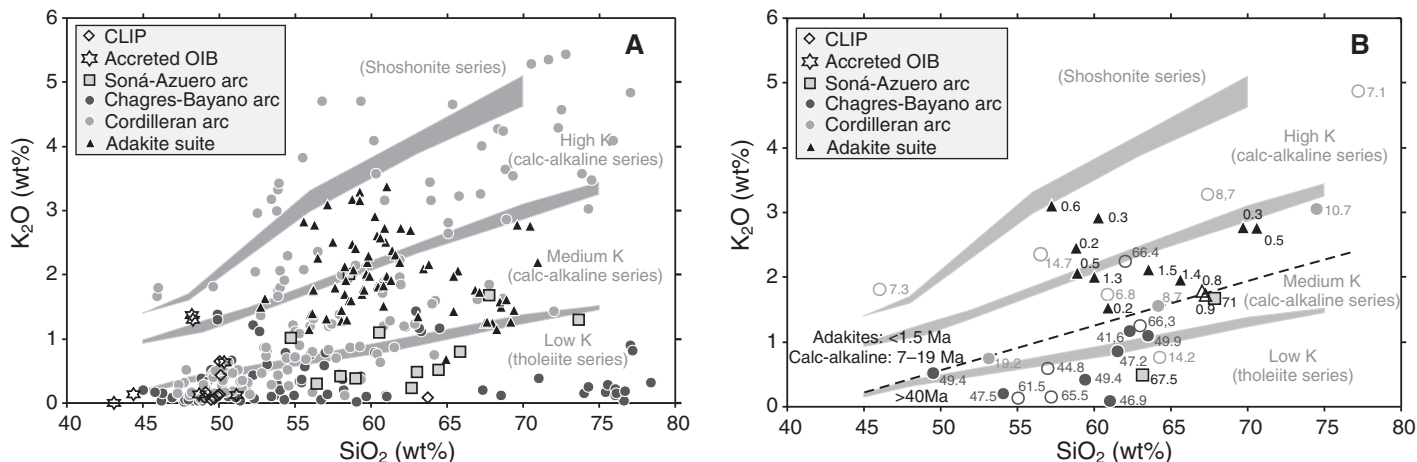 A
CLIP
Accreted OIB
Soná-Azuero arc
Chagres-Bayano arc
Cordilleran arc
Adakite suite
(Shoshonite series)
High K
(calc-alkaline series)
Medium K
(calc-alkaline series)
Low K
(tholeiite series)
K2O (wt%)
6
5
4
3
2
1
0
40 45 50 55 60 65 70 75 80
SiO2 (wt%)
B
CLIP
Accreted OIB
Soná-Azuero arc
Chagres-Bayano arc
Cordilleran arc
Adakite suite
(Shoshonite series)
7.1
High K
(calc-alkaline series)
8,7
0.6
0.3
0.3
10.7
0.2
0.5
14.7
66.4
0.5
1.3
1.5
1.4
0.8
Medium K
(calc-alkaline series)
7.3
6.8
0.2
8.7
0.9
71
Adakites: <1.5 Ma
66,3
41.6
49.9
Calc-alkaline: 7–19 Ma
19.2
47.2
14.2
Low K
(tholeiite series)
49.4
44.8
49.4
67.5
>40Ma
47.5
61.5
65.5
46.9
K2O (wt%)
6
5
4
3
2
1
0
40 45 50 55 60 65 70 75 80
SiO2 (wt%)